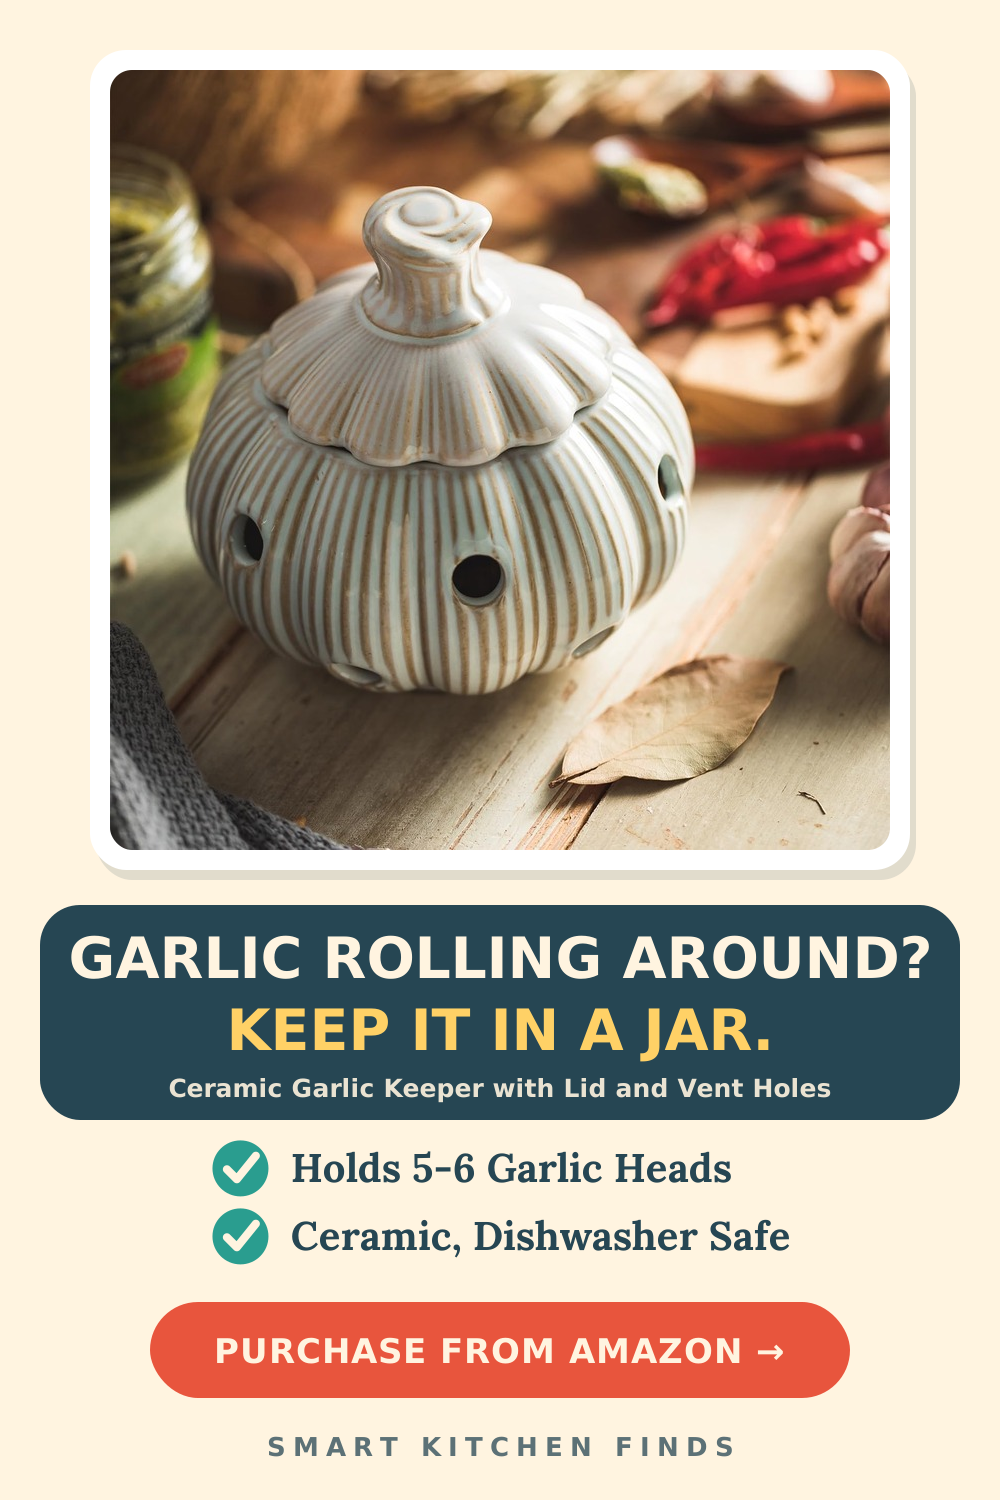 GARLIC ROLLING AROUND?
KEEP IT IN A JAR.
Ceramic Garlic Keeper with Lid and Vent Holes
Holds 5-6 Garlic Heads
Ceramic, Dishwasher Safe
PURCHASE FROM AMAZON →
SMART KITCHEN FINDS